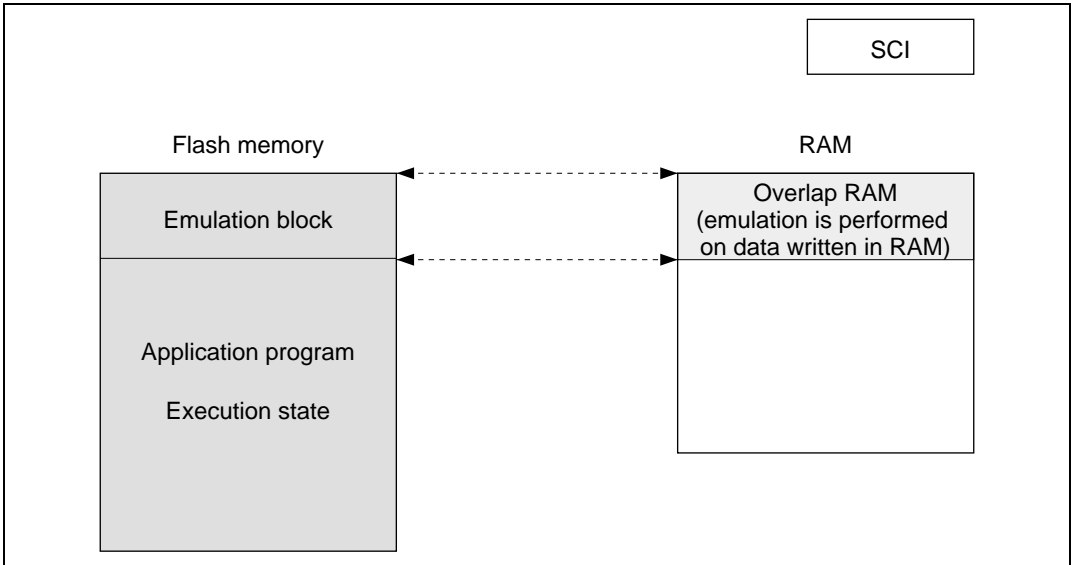 SCI
Flash memory
RAM
Emulation block
Overlap RAM
(emulation is performed
on data written in RAM)
Application program
Execution state